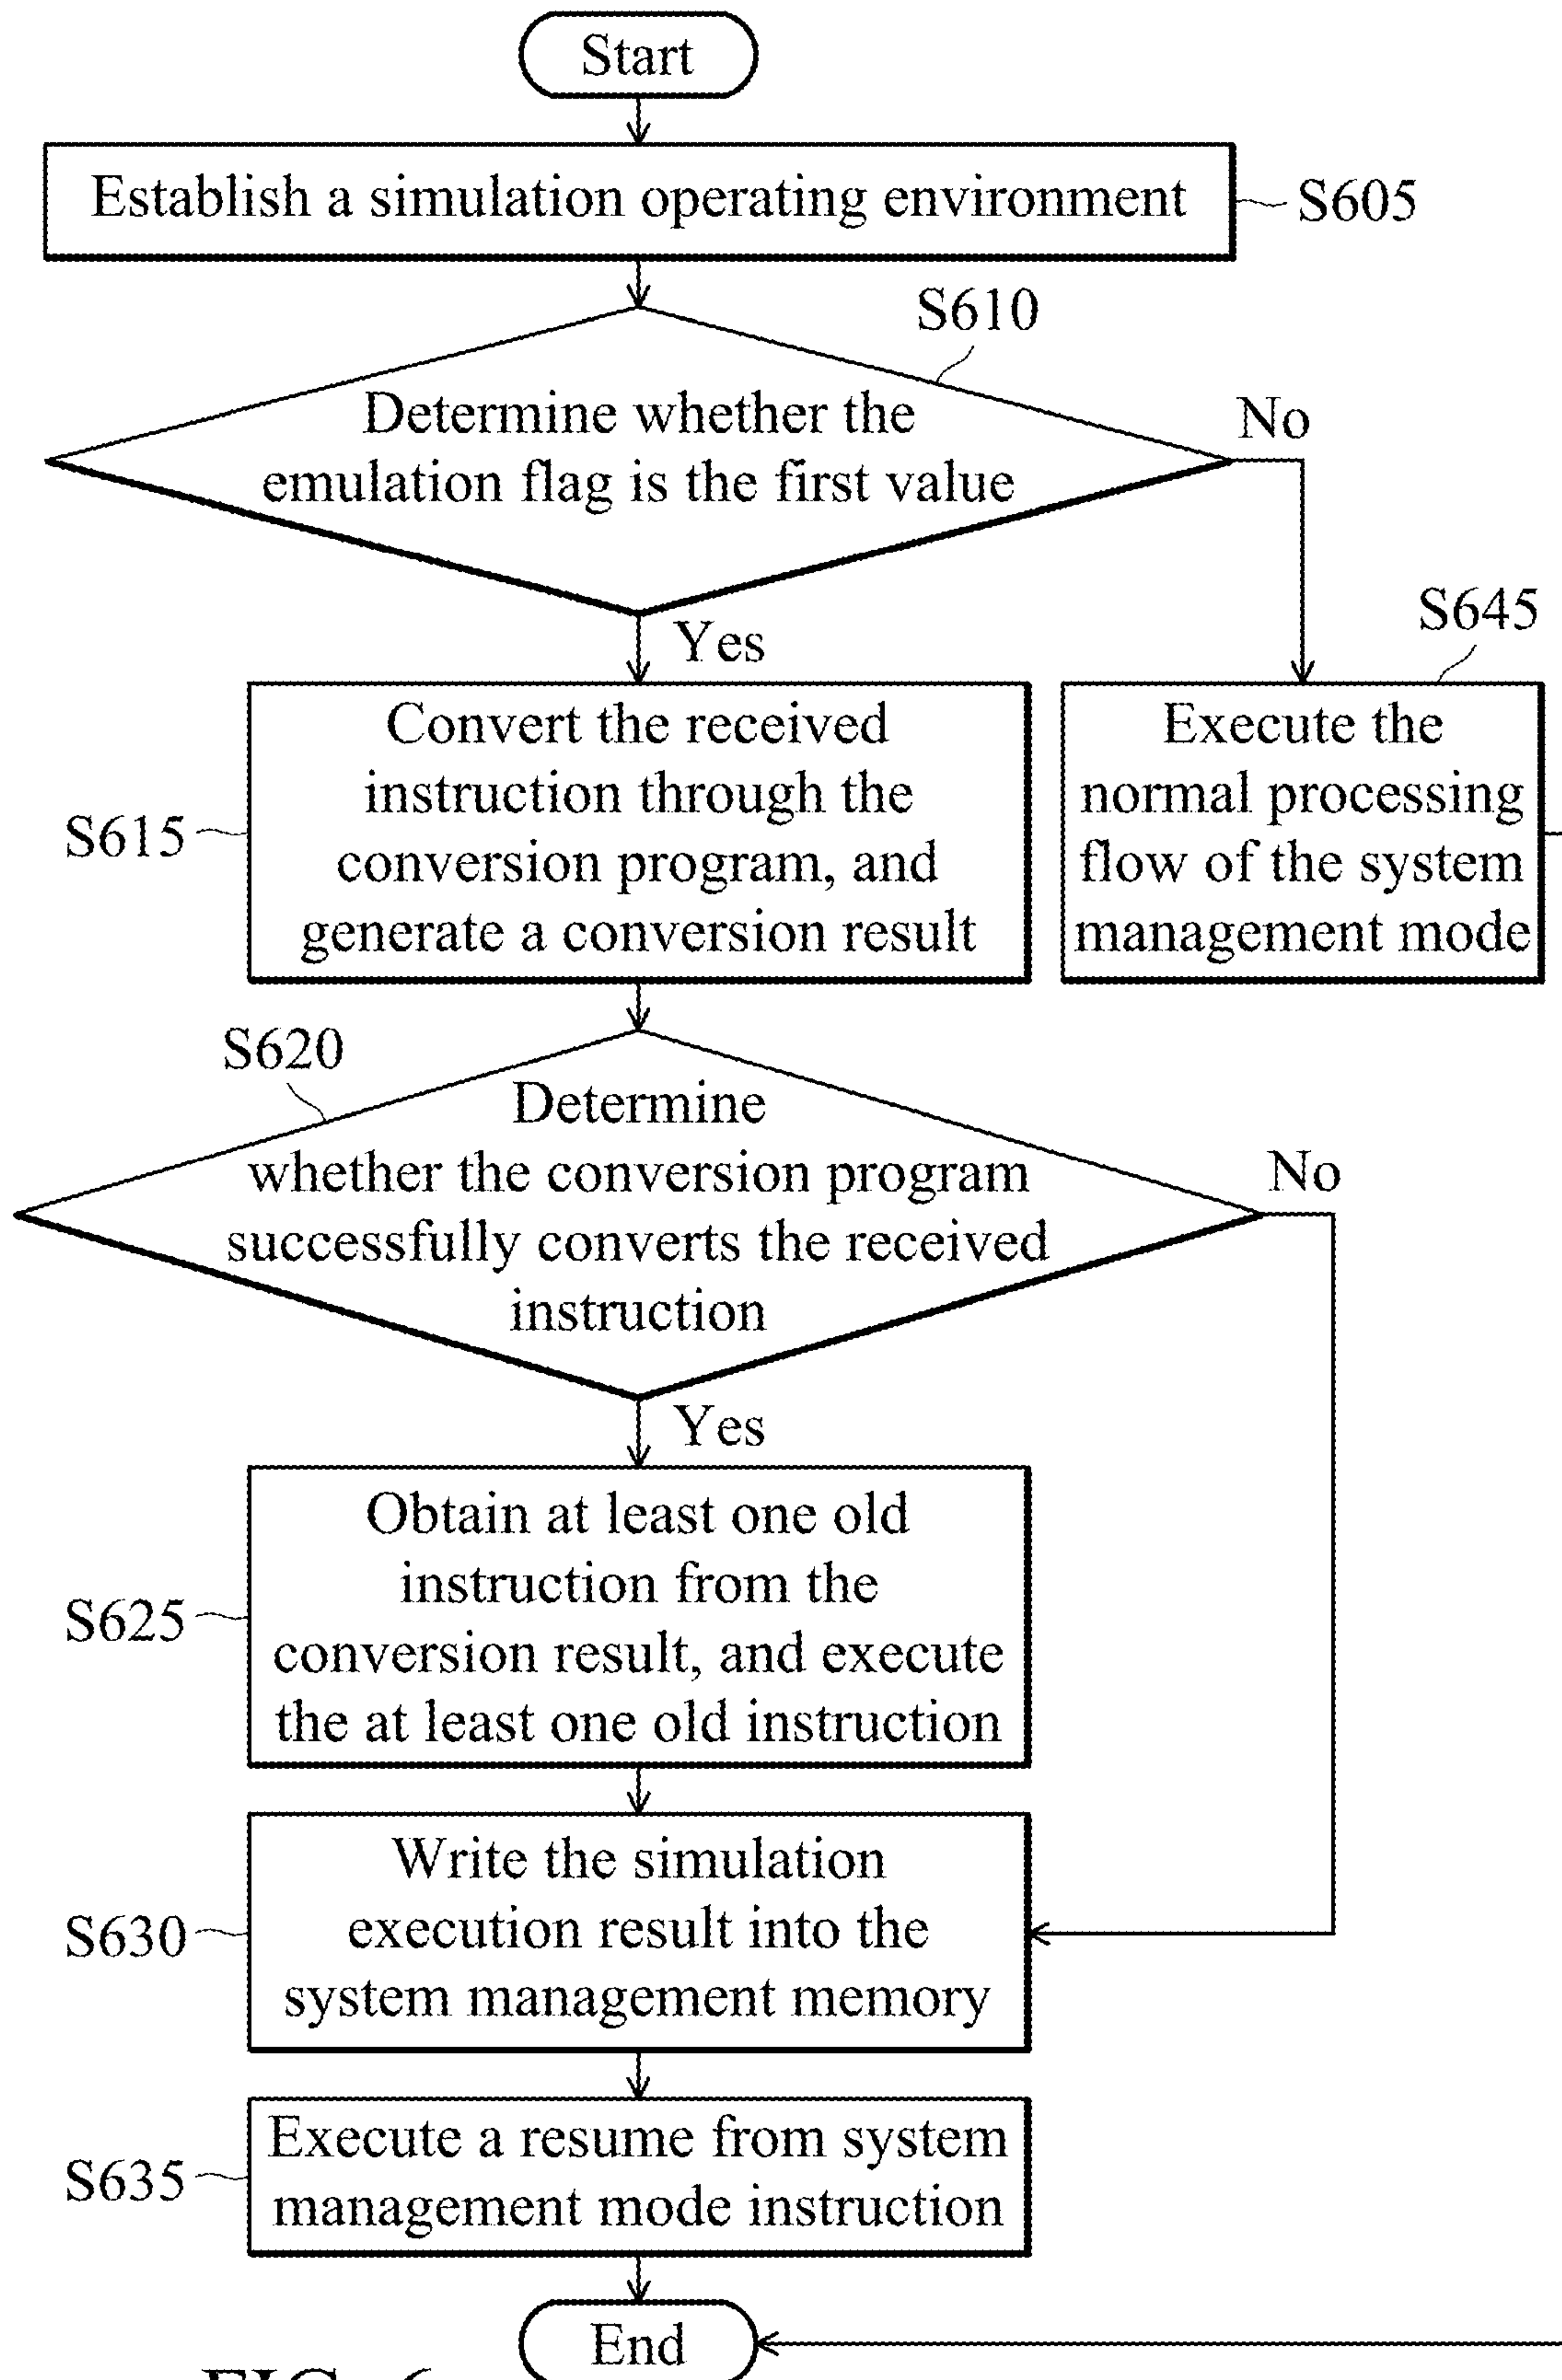 Start
Establish a simulation operating environment
S605
S610
Determine whether the
emulation flag is the first value
No
Yes
S645
Convert the received
instruction through the
conversion program, and
generate a conversion result
S615
Execute the
normal processing
flow of the system
management mode
S620
Determine
whether the conversion program
successfully converts the received
instruction
No
Yes
Obtain at least one old
instruction from the
conversion result, and execute
the at least one old instruction
S625
Write the simulation
execution result into the
system management memory
S630
Execute a resume from system
management mode instruction
S635
End
FIG. 6